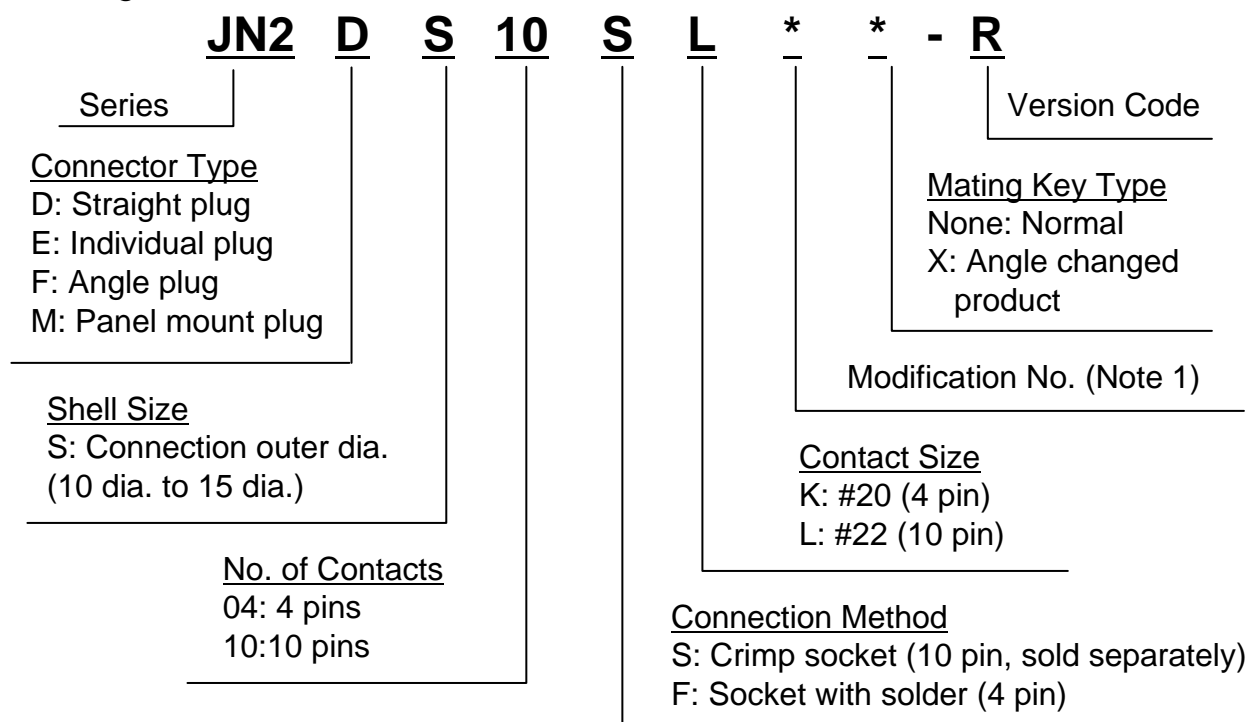 JN2 D S 10 S L * * - R
Series
Version Code
Connector Type
D: Straight plug
E: Individual plug
F: Angle plug
M: Panel mount plug
Mating Key Type
None: Normal
X: Angle changed
product
Modification No. (Note 1)
Shell Size
S: Connection outer dia.
(10 dia. to 15 dia.)
Contact Size
K: #20 (4 pin)
L: #22 (10 pin)
No. of Contacts
04: 4 pins
10:10 pins
Connection Method
S: Crimp socket (10 pin, sold separately)
F: Socket with solder (4 pin)